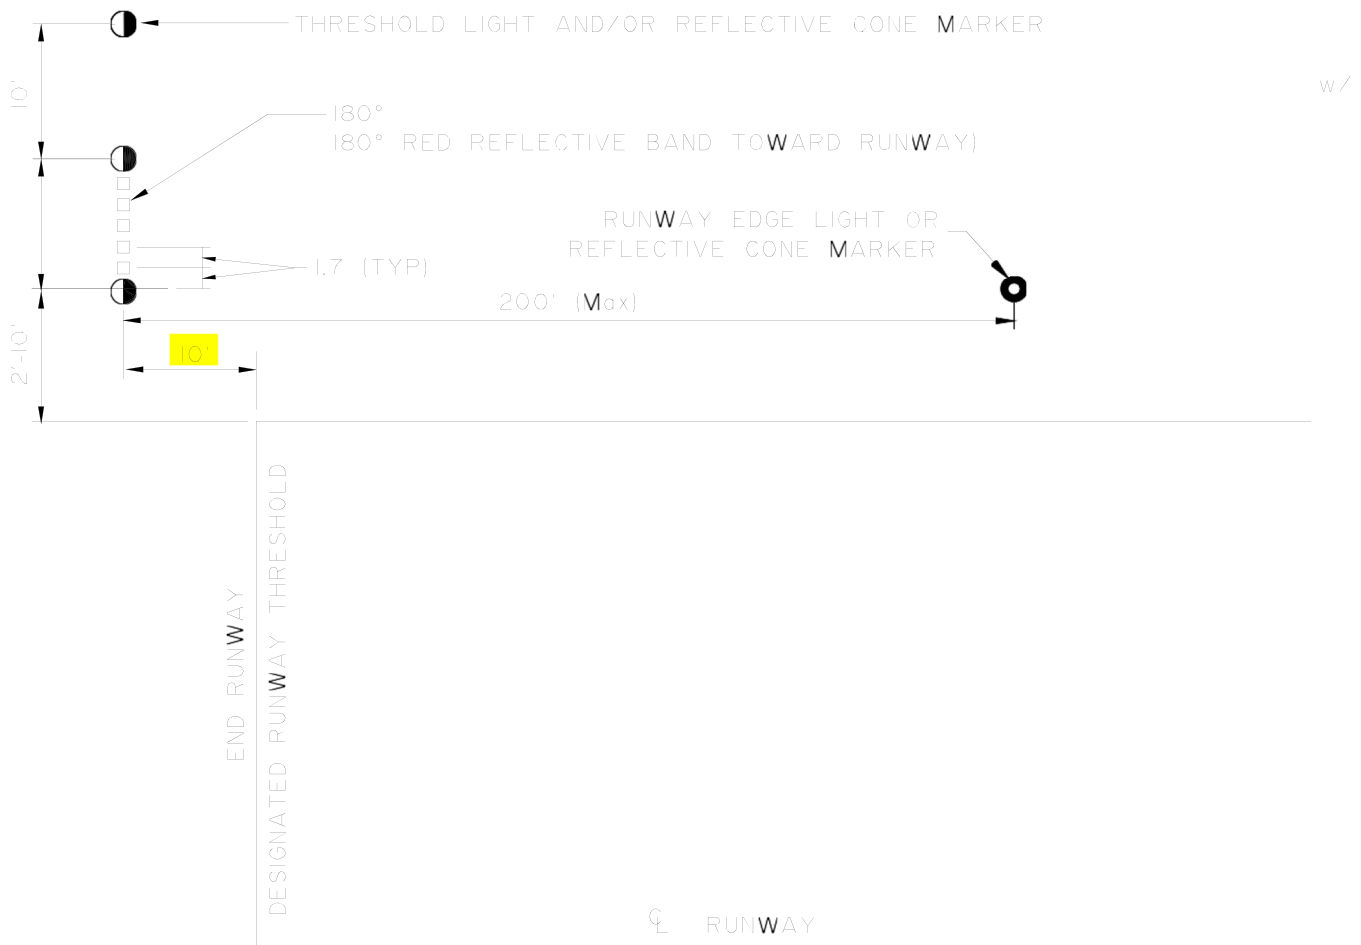 THRESHOLD LIGHT AND/OR REFLECTIVE CONE MARKER
10'
w/
180°
180° RED REFLECTIVE BAND TOWARD RUNWAY)
RUNWAY EDGE LIGHT OR
REFLECTIVE CONE MARKER
1.7 (TYP)
200' (Max)
2'-10'
10'
END RUNWAY
DESIGNATED RUNWAY THRESHOLD
℄ RUNWAY